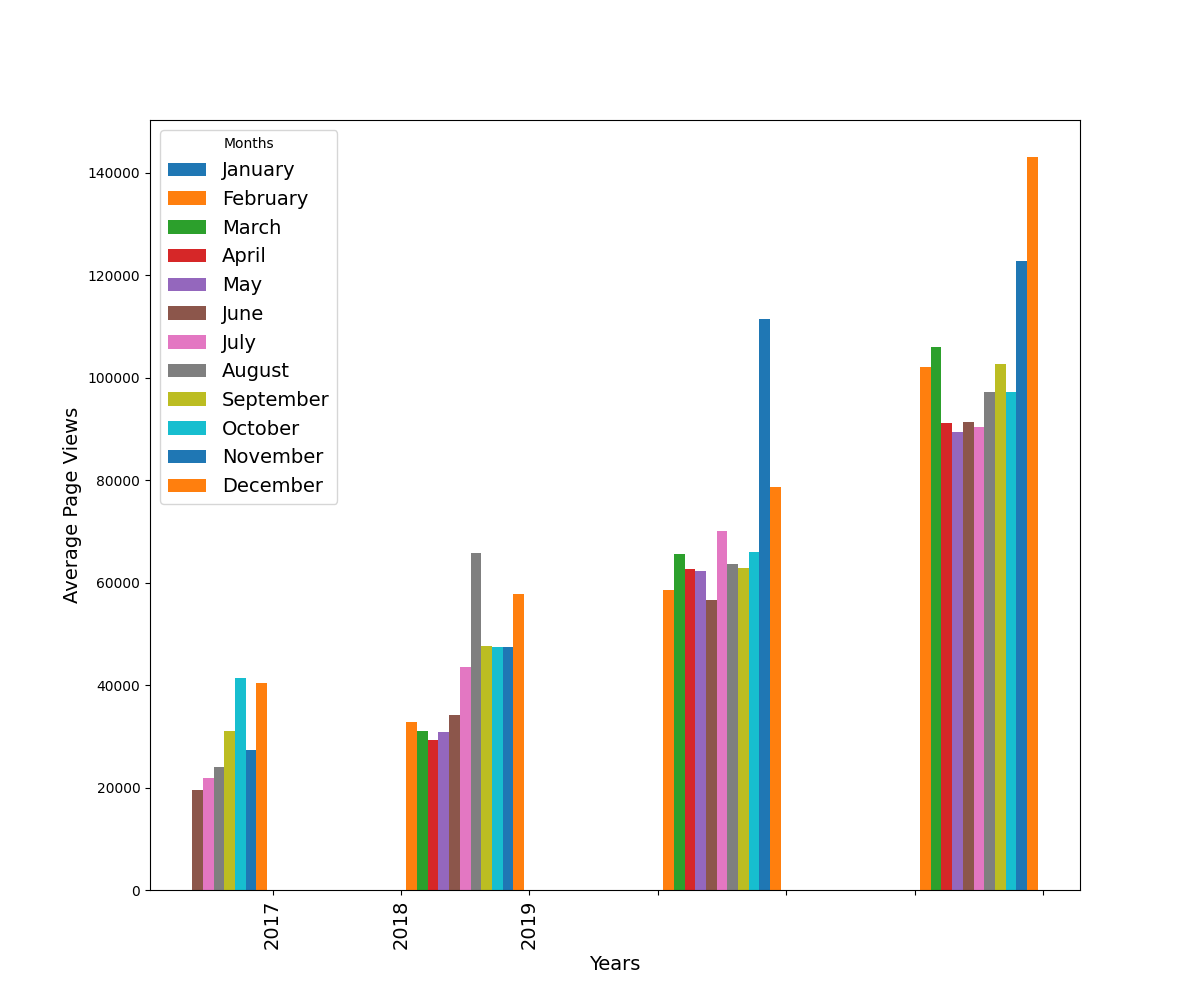 Months
January
February
March
April
May
June
July
August
September
October
November
December
140000
120000
100000
80000
60000
40000
20000
0
Average Page Views
2017
2018
2019
Years